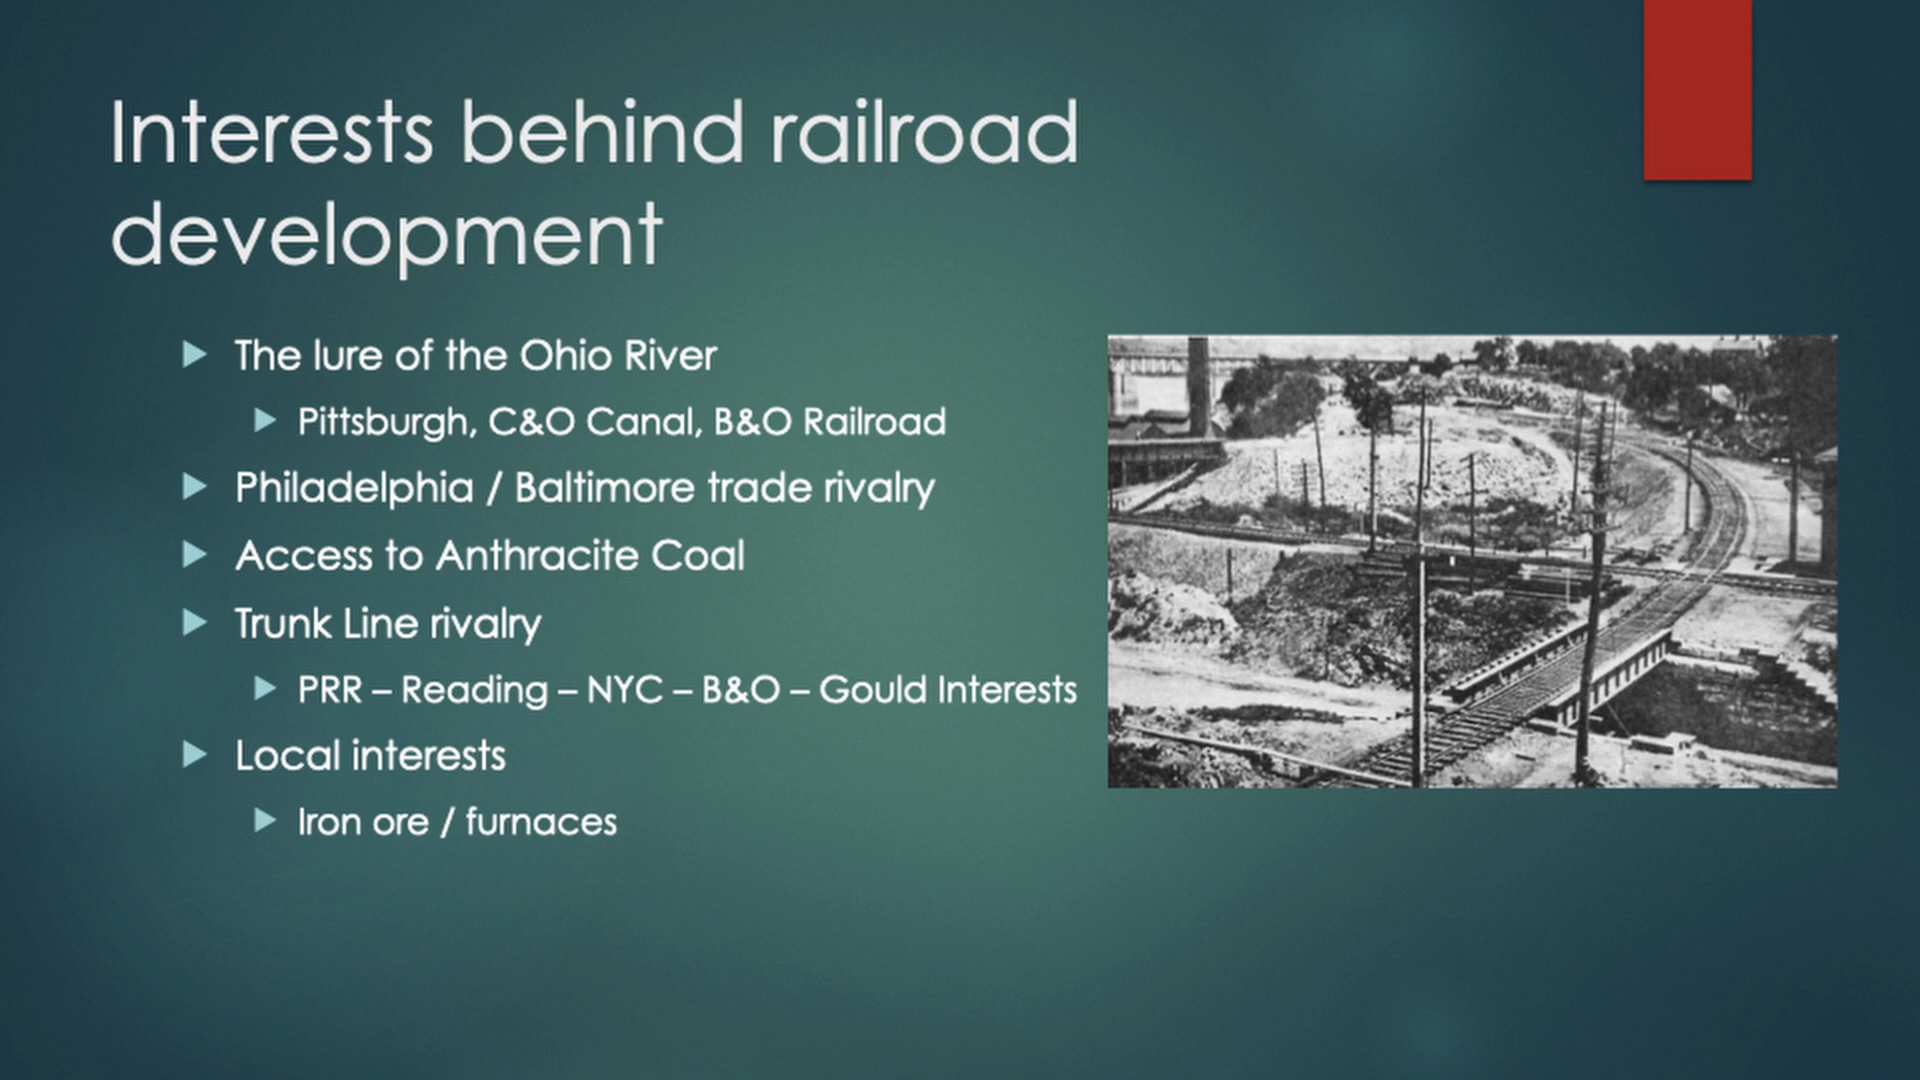 Interests behind railroad
development
The lure of the Ohio River
Pittsburgh, C&O Canal, B&O Railroad
Philadelphia / Baltimore trade rivalry
Access to Anthracite Coal
Trunk Line rivalry
PRR – Reading – NYC – B&O – Gould Interests
Local interests
Iron ore / furnaces